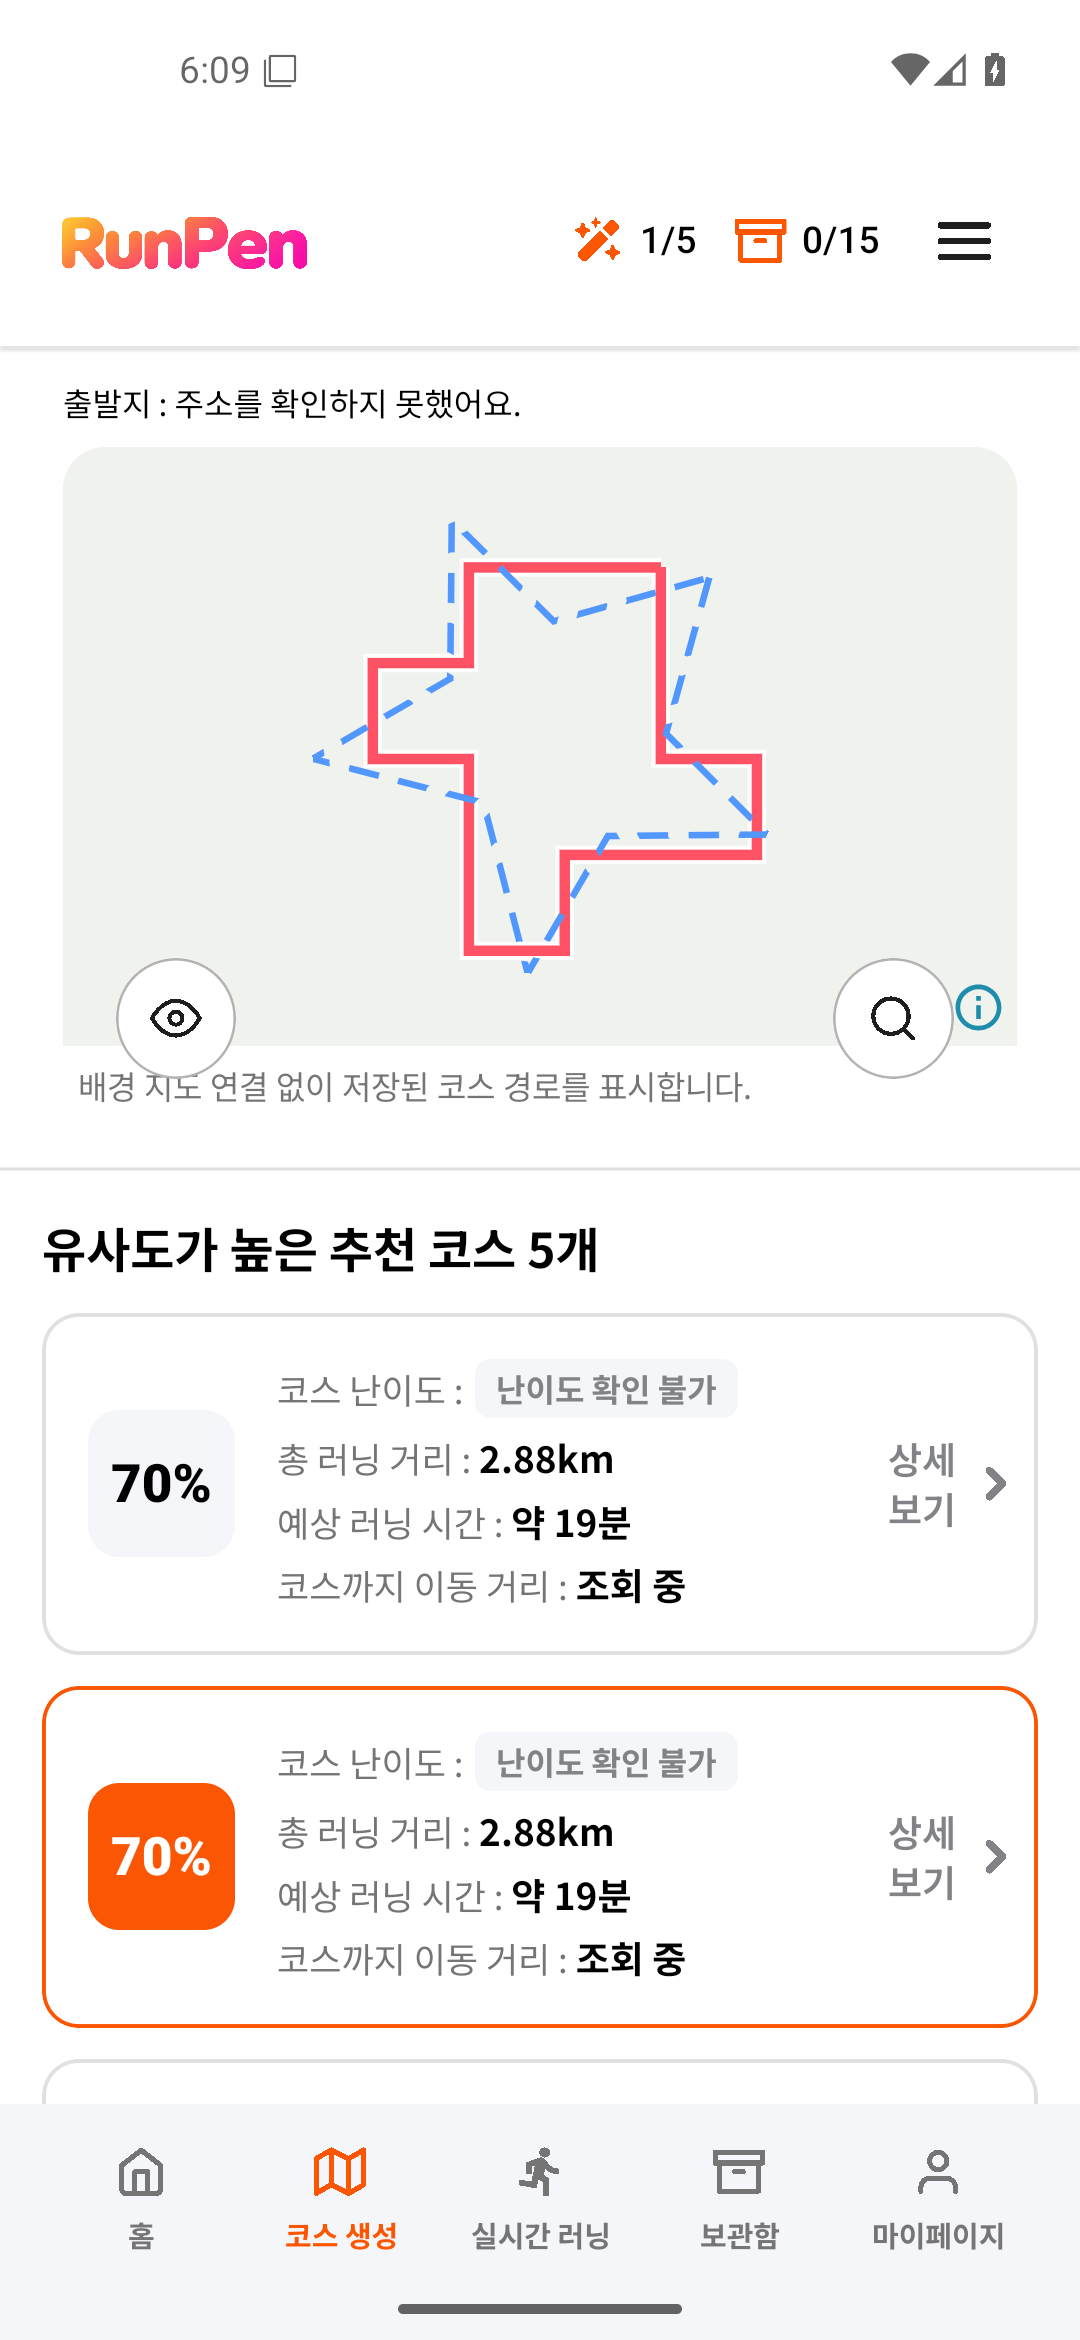 6:09
RunPen
1/5
0/15
출발지 : 주소를 확인하지 못했어요.
배경 지도 연결 없이 저장된 코스 경로를 표시합니다.
유사도가 높은 추천 코스 5개
70%
코스 난이도 : 난이도 확인 불가
총 러닝 거리 : 2.88km
예상 러닝 시간 : 약 19분
코스까지 이동 거리 : 조회 중
상세
보기
70%
코스 난이도 : 난이도 확인 불가
총 러닝 거리 : 2.88km
예상 러닝 시간 : 약 19분
코스까지 이동 거리 : 조회 중
상세
보기
홈
코스 생성
실시간 러닝
보관함
마이페이지